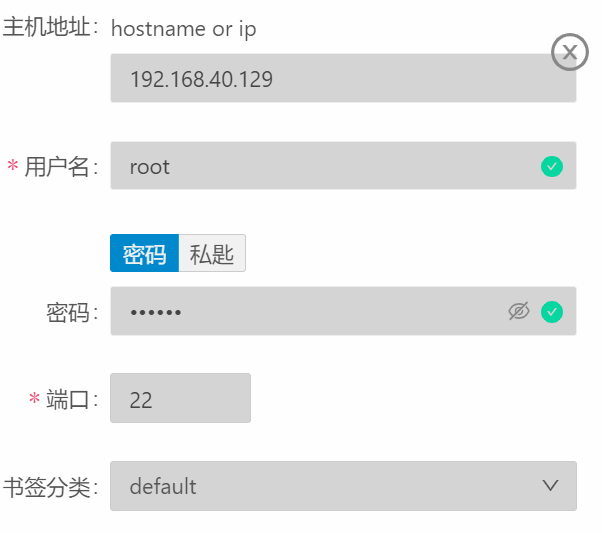 主机地址: hostname or ip
192.168.40.129
* 用户名: root
密码 私匙
密码: ••••••
* 端口: 22
书签分类: default